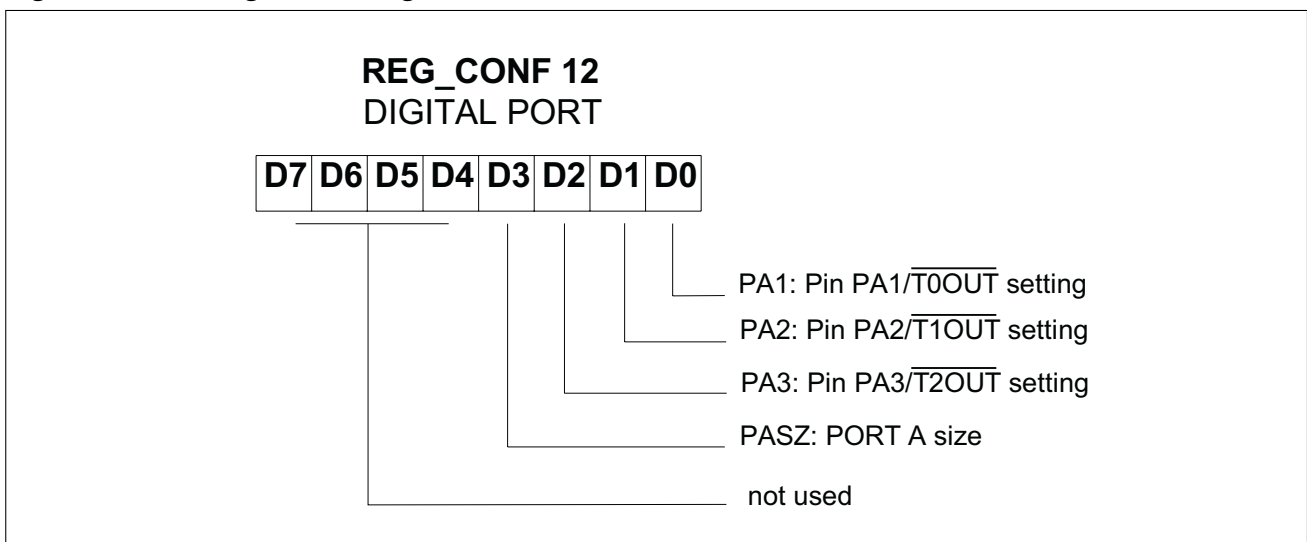 REG_CONF 12
DIGITAL PORT
D7 D6 D5 D4 D3 D2 D1 D0
PA1: Pin PA1/T0OUT setting
PA2: Pin PA2/T1OUT setting
PA3: Pin PA3/T2OUT setting
PASZ: PORT A size
not used